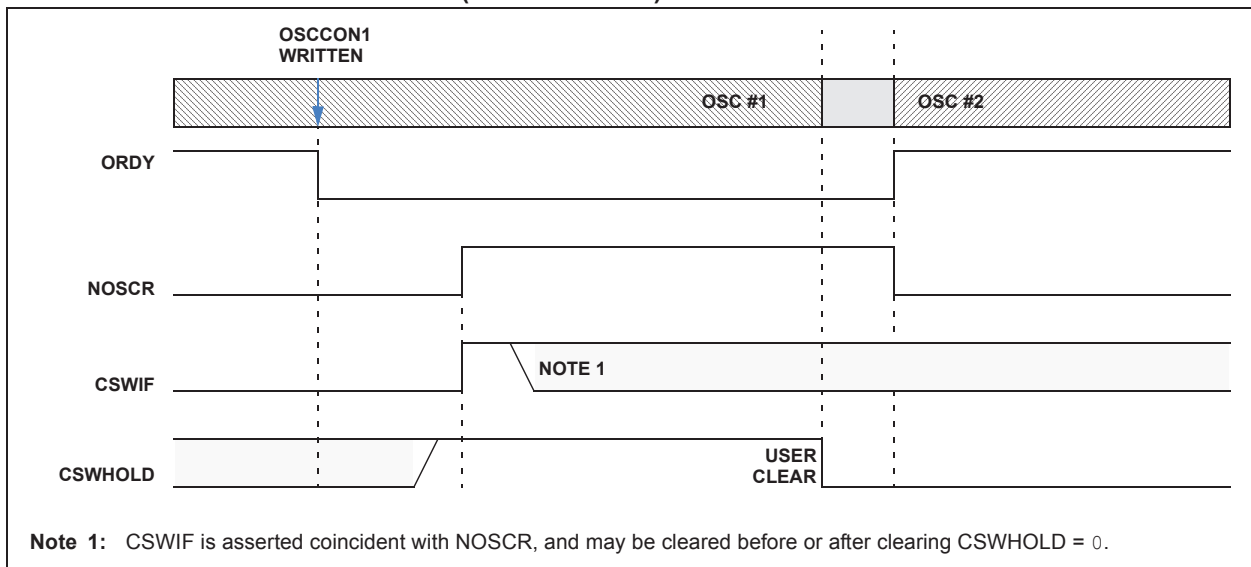 OSCCON1
WRITTEN
OSC #1
OSC #2
ORDY
NOSCR
CSWIF
NOTE 1
CSWHOLD
USER
CLEAR
Note 1: CSWIF is asserted coincident with NOSCR, and may be cleared before or after clearing CSWHOLD = 0.